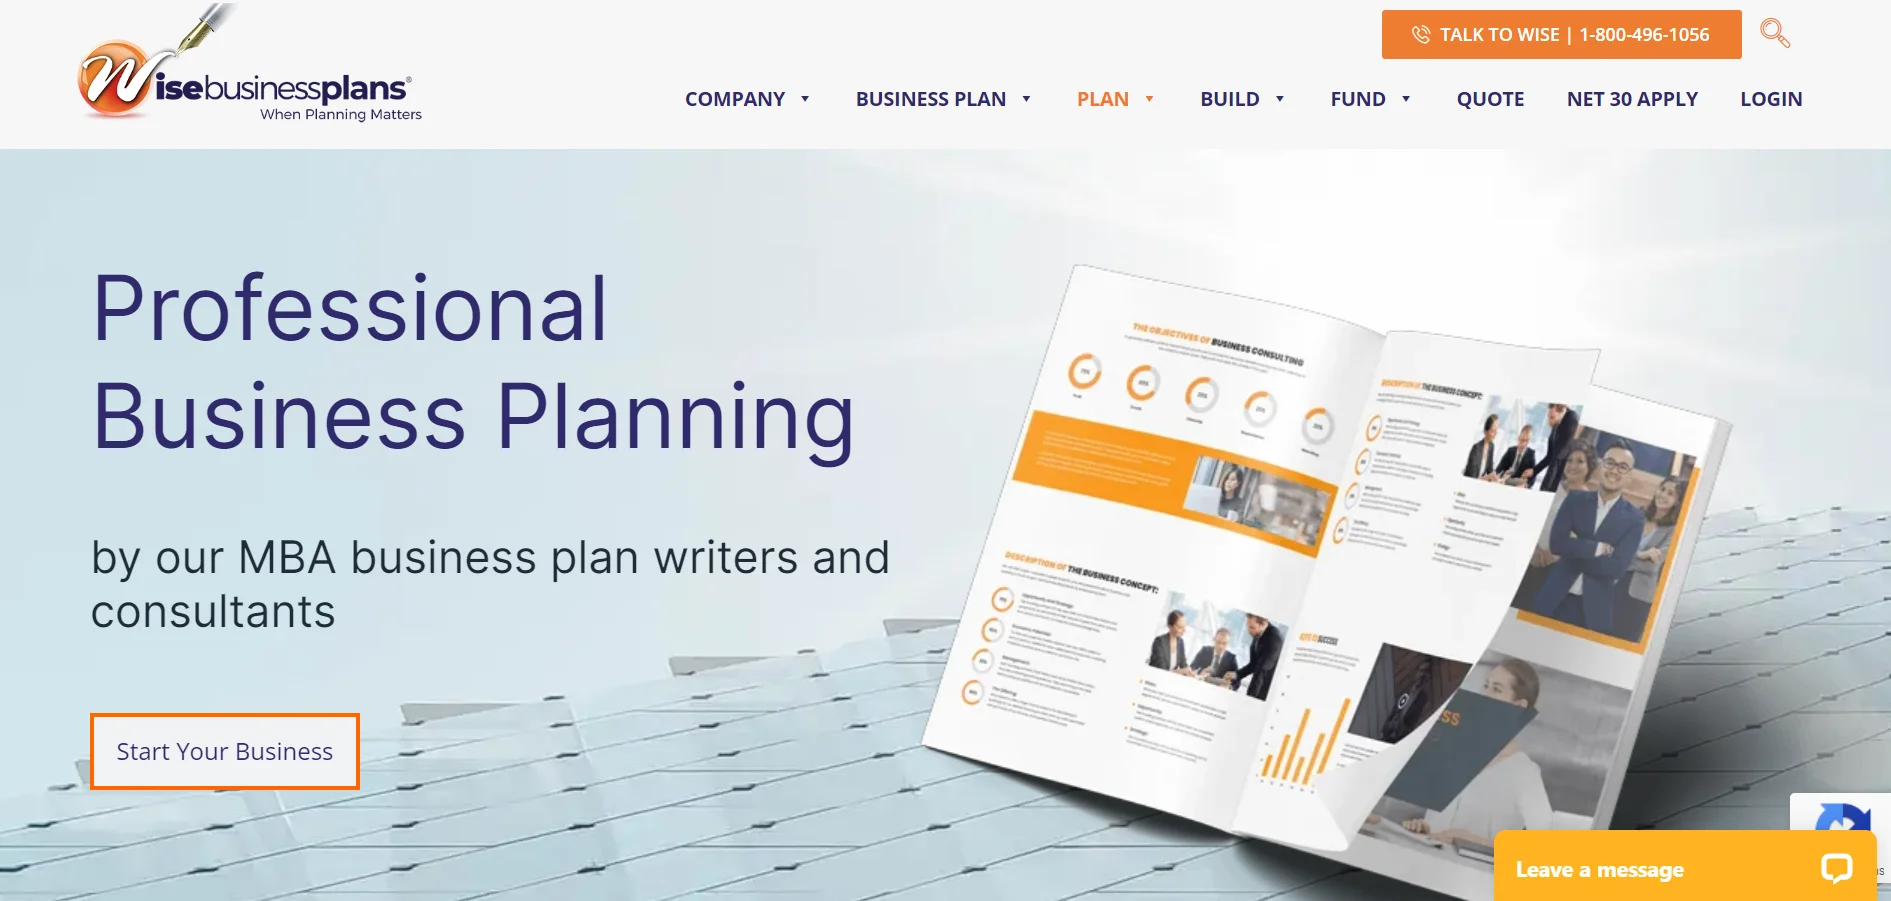 Wisebusinessplans®
When Planning Matters
TALK TO WISE | 1-800-496-1056
COMPANY
BUSINESS PLAN
PLAN
BUILD
FUND
QUOTE
NET 30 APPLY
LOGIN
Professional
Business Planning
by our MBA business plan writers and
consultants
Start Your Business
THE OBJECTIVES OF BUSINESS CONSULTING
DESCRIPTION OF THE BUSINESS CONCEPT:
DESCRIPTION OF THE BUSINESS CONCEPT:
Leave a message